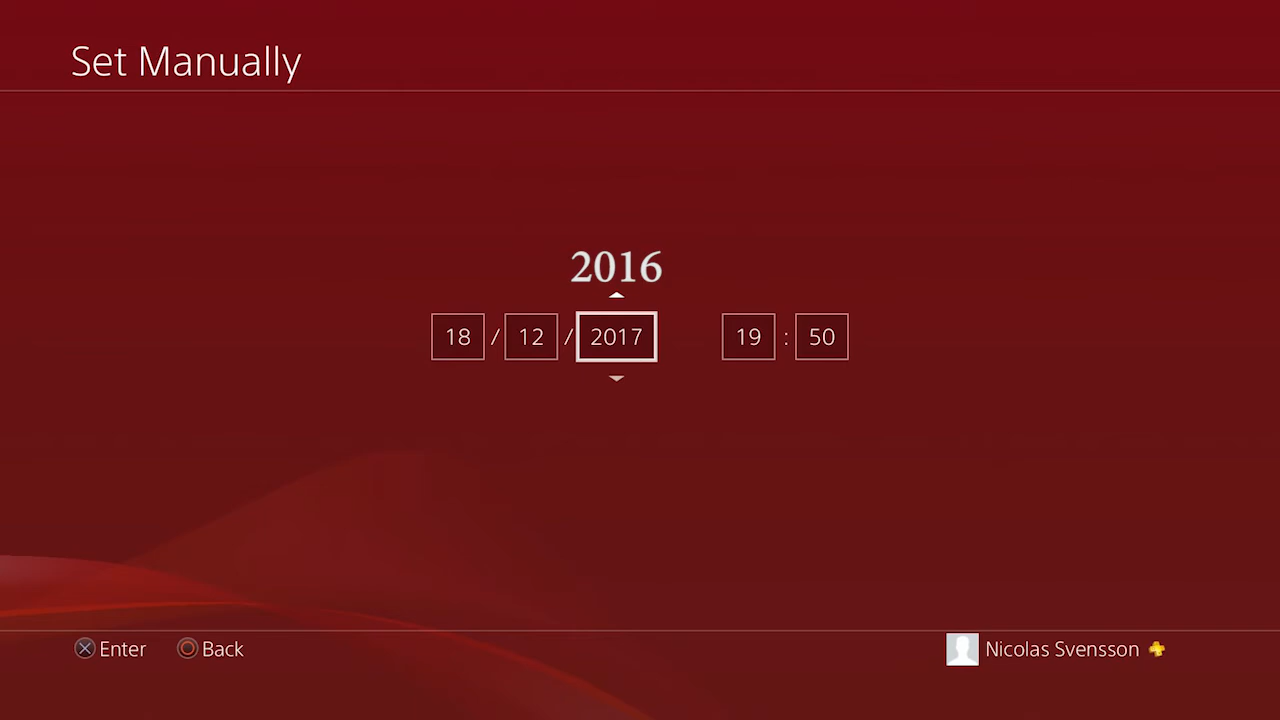 Set Manually
2016
18 / 12 / 2017 19 : 50
Enter Back Nicolas Svensson